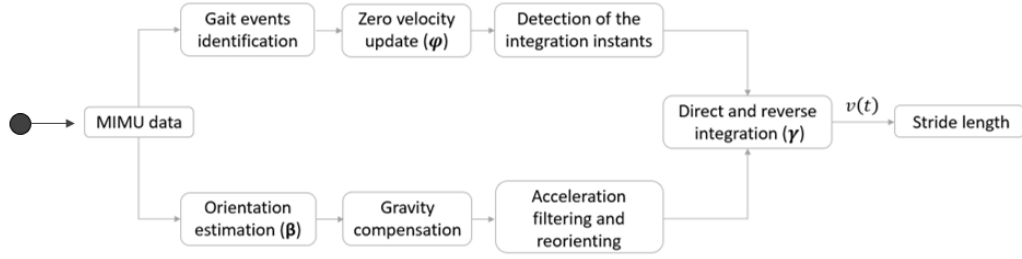 Gait events
identification
Zero velocity
update (φ)
Detection of the
integration instants
MIMU data
Direct and reverse
integration (γ)
v(t)
Stride length
Orientation
estimation (β)
Gravity
compensation
Acceleration
filtering and
reorienting